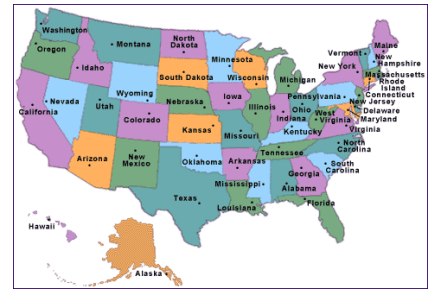 Washington
Oregon
Idaho
Montana
North
Dakota
South Dakota
Wyoming
Nebraska
Minnesota
Wisconsin
Michigan
Iowa
Illinois
Indiana
Ohio
Pennsylvania
New York
Vermont
Maine
New
Hampshire
Massachusetts
Rhode
Island
Connecticut
New Jersey
Delaware
Maryland
West
Virginia
Virginia
Kentucky
North
Carolina
South
Carolina
Tennessee
Georgia
Alabama
Florida
Mississippi
Louisiana
Arkansas
Missouri
Kansas
Oklahoma
Texas
New
Mexico
Colorado
Utah
Nevada
California
Arizona
Hawaii
Alaska